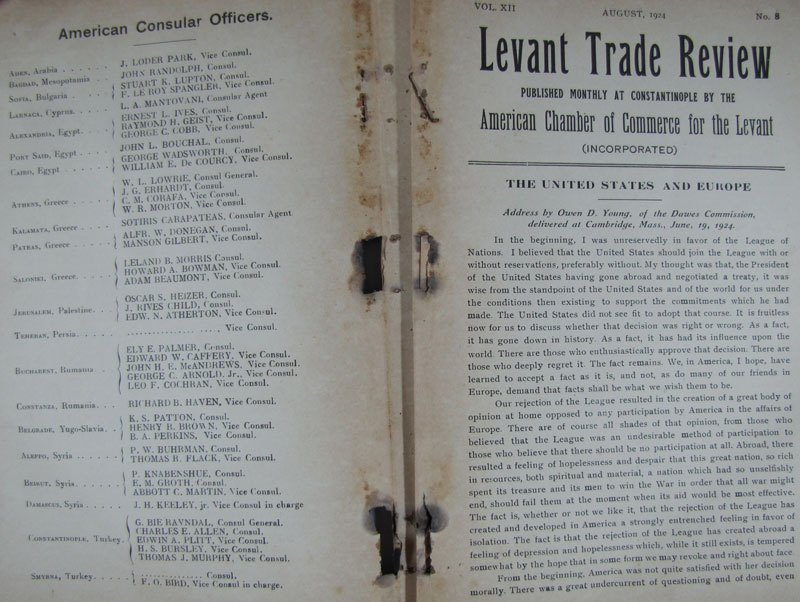 American Consular Officers.
Aden, Arabia . . . . . . J. LODER PARK, Vice Consul.
Bagdad, Mesopotamia . . JOHN RANDOLPH, Consul.
STUART K. LUPTON, Consul.
Sofia, Bulgaria . . F. LE ROY SPANGLER, Vice Consul.
Larnaca, Cyprus. . . . . L. A. MANTOVANI, Consular Agent
ERNEST L. IVES, Consul.
Alexandria, Egypt. . . RAYMOND H. GEIST, Vice Consul.
GEORGE C. COBB, Vice Consul.
Port Said, Egypt . . . . JOHN L. BOUCHAL, Consul.
Cairo, Egypt . . . . . GEORGE WADSWORTH, Consul.
WILLIAM E. De COURCY, Vice Consul.
W. L. LOWRIE, Consul General.
J. G. ERHARDT, Consul.
Athens, Greece . . . . C. M. CORAFA, Vice Consul.
W. R. MORTON, Vice Consul.
Kalamata, Greece . . . . SOTIRIS CARAPATEAS, Consular Agent
Patras, Greece . . . . ALFR. W. DONEGAN, Consul.
MANSON GILBERT, Vice Consul.
LELAND B. MORRIS Consul.
Saloniki, Greece. . . HOWARD A. BOWMAN, Vice Consul.
ADAM BEAUMONT, Vice Consul.
OSCAR S. HEIZER, Consul.
Jerusalem, Palestine. . . J. RIVES CHILD, Consul.
EDW. N. ATHERTON, Vice Consul.
Teheran, Persia. . . . . . . . . . . . . . . . . . . . , Vice Consul.
ELY E. PALMER, Consul.
EDWARD W. CAFFERY, Vice Consul.
Bucharest, Rumania . . JOHN H. E. McANDREWS, Vice Consul.
GEORGE C. ARNOLD, Jr.. Vice Consul.
LEO F. COCHRAN, Vice Consul.
Constanza, Rumania. . . RICHARD B. HAVEN, Vice Consul.
K. S. PATTON, Consul.
Belgrade, Yugo-Slavia. . HENRY B. BROWN, Vice Consul.
B. A. PERKINS, Vice Consul.
Aleppo, Syria . . . . . P. W. BUHRMAN, Consul.
THOMAS R. FLACK, Vice Consul.
P. KNABENSHUE, Consul.
Beirut, Syria . . . . . E. M. GROTH, Consul.
ABBOTT C. MARTIN, Vice Consul.
Damascus, Syria . . . . J. H. KEELEY, jr. Vice Consul in charge
G. BIE RAVNDAL, Consul General.
CHARLES E. ALLEN, Consul.
Constantinople, Turkey. EDWIN A. PLITT, Vice Consul.
H. S. BURSLEY, Vice Consul.
THOMAS J. MURPHY, Vice Consul.
Smyrna, Turkey. . . . . . . . . . . . . . . . . . . Consul.
F. O. BIRD, Vice Consul in charge.
VOL. XII AUGUST, 1924 No. 8
Levant Trade Review
PUBLISHED MONTHLY AT CONSTANTINOPLE BY THE
American Chamber of Commerce for the Levant
(INCORPORATED)
THE UNITED STATES AND EUROPE
Address by Owen D. Young, of the Dawes Commission,
delivered at Cambridge, Mass., June, 19, 1924.
In the beginning, I was unreservedly in favor of the League of
Nations. I believed that the United States should join the League with or
without reservations, preferably without. My thought was that, the President
of the United States having gone abroad and negotiated a treaty, it was
wise from the standpoint of the United States and of the world for us under
the conditions then existing to support the commitments which he had
made. The United States did not see fit to adopt that course. It is fruitless
now for us to discuss whether that decision was right or wrong. As a fact,
it has gone down in history. As a fact, it has had its influence upon the
world. There are those who enthusiastically approve that decision. There are
those who deeply regret it. The fact remains. We, in America, I hope, have
learned to accept a fact as it is, and not, as do many of our friends in
Europe, demand that facts shall be what we wish them to be.
Our rejection of the League resulted in the creation of a great body of
opinion at home opposed to any participation by America in the affairs of
Europe. There are of course all shades of that opinion, from those who
believed that the League was an undesirable method of participation to
those who believe that there should be no participation at all. Abroad, there
resulted a feeling of hopelessness and despair that this great nation, so rich
in resources, both spiritual and material, a nation which had so unselfishly
spent its treasure and its men to win the War in order that all war might
end, should fail them at the moment when its aid would be most effective.
The fact is, whether or not we like it, that the rejection of the League has
created and developed in America a strongly entrenched feeling in favor of
isolation. The fact is that the rejection of the League has created abroad a
feeling of depression and hopelessness which, while it still exists, is tempered
somewhat by the hope that in some form we may revoke and right about face.
From the beginning, America was not quite satisfied with her decision
morally. There was a great undercurrent of questioning and of doubt, even